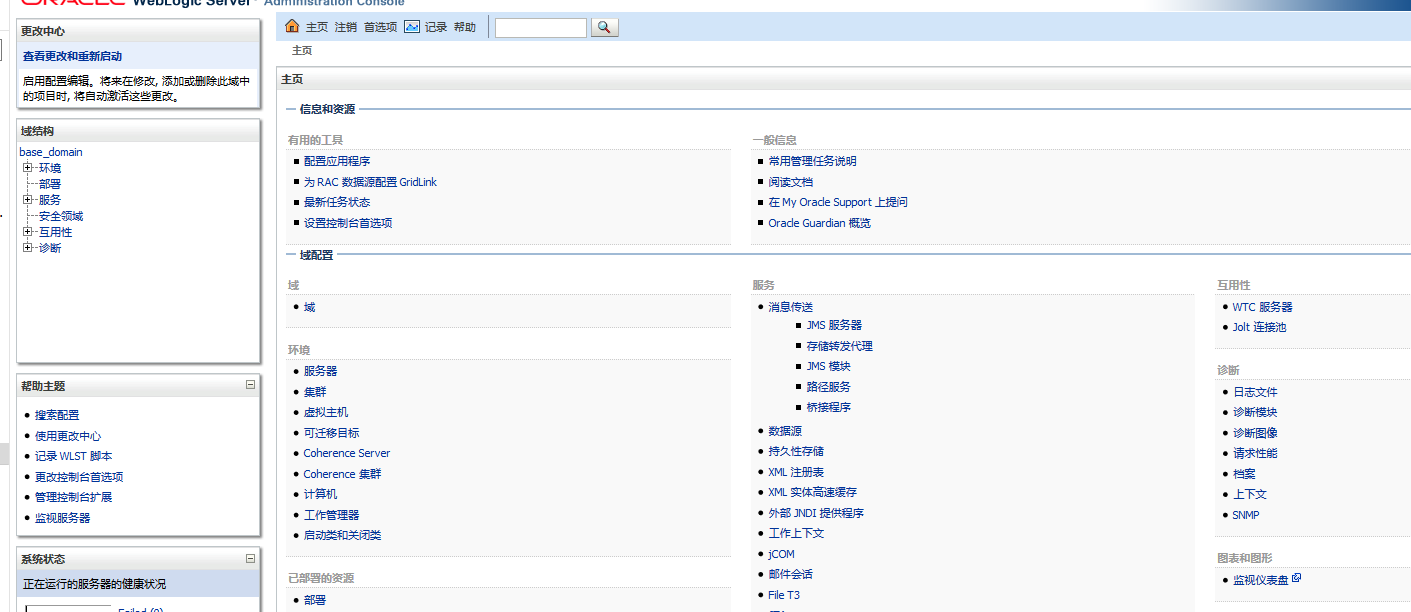 ORACLE WebLogic Server Administration Console
更改中心
查看更改和重新启动
启用配置编辑。将来在修改, 添加或删除此域中
的项目时, 将自动激活这些更改。
域结构
base_domain
环境
部署
服务
安全领域
互用性
诊断
帮助主题
搜索配置
使用更改中心
记录 WLST 脚本
更改控制台首选项
管理控制台扩展
监视服务器
系统状态
正在运行的服务器的健康状况
Failed (0)
主页 注销 首选项 记录 帮助
主页
主页
信息和资源
有用的工具
配置应用程序
为 RAC 数据源配置 GridLink
最新任务状态
设置控制台首选项
一般信息
常用管理任务说明
阅读文档
在 My Oracle Support 上提问
Oracle Guardian 概览
域配置
域
域
环境
服务器
集群
虚拟主机
可迁移目标
Coherence Server
Coherence 集群
计算机
工作管理器
启动类和关闭类
已部署的资源
部署
服务
消息传送
JMS 服务器
存储转发代理
JMS 模块
路径服务
桥接程序
数据源
持久性存储
XML 注册表
XML 实体高速缓存
外部 JNDI 提供程序
工作上下文
jCOM
邮件会话
File T3
互用性
WTC 服务器
Jolt 连接池
诊断
日志文件
诊断模块
诊断图像
请求性能
档案
上下文
SNMP
图表和图形
监视仪表盘